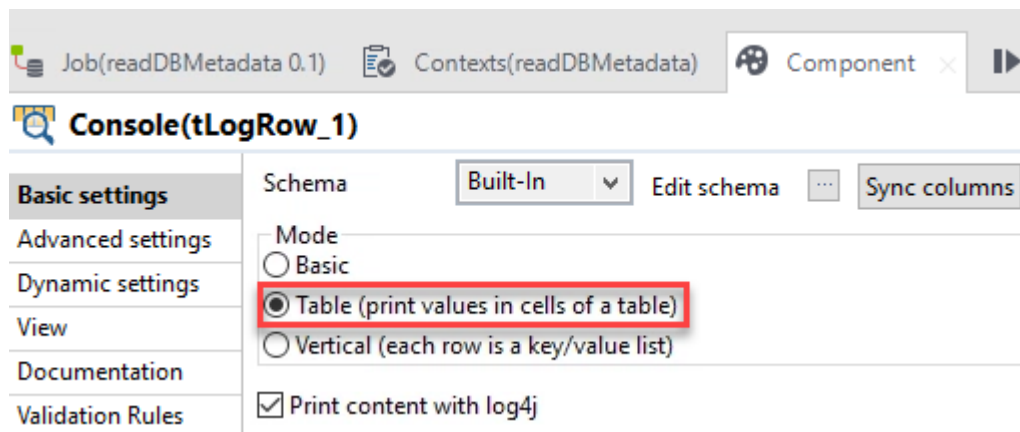 Job(readDBMetadata 0.1) Contexts(readDBMetadata) Component
Console(tLogRow_1)
Basic settings
Advanced settings
Dynamic settings
View
Documentation
Validation Rules
Schema Built-In Edit schema ... Sync columns
Mode
Basic
Table (print values in cells of a table)
Vertical (each row is a key/value list)
Print content with log4j